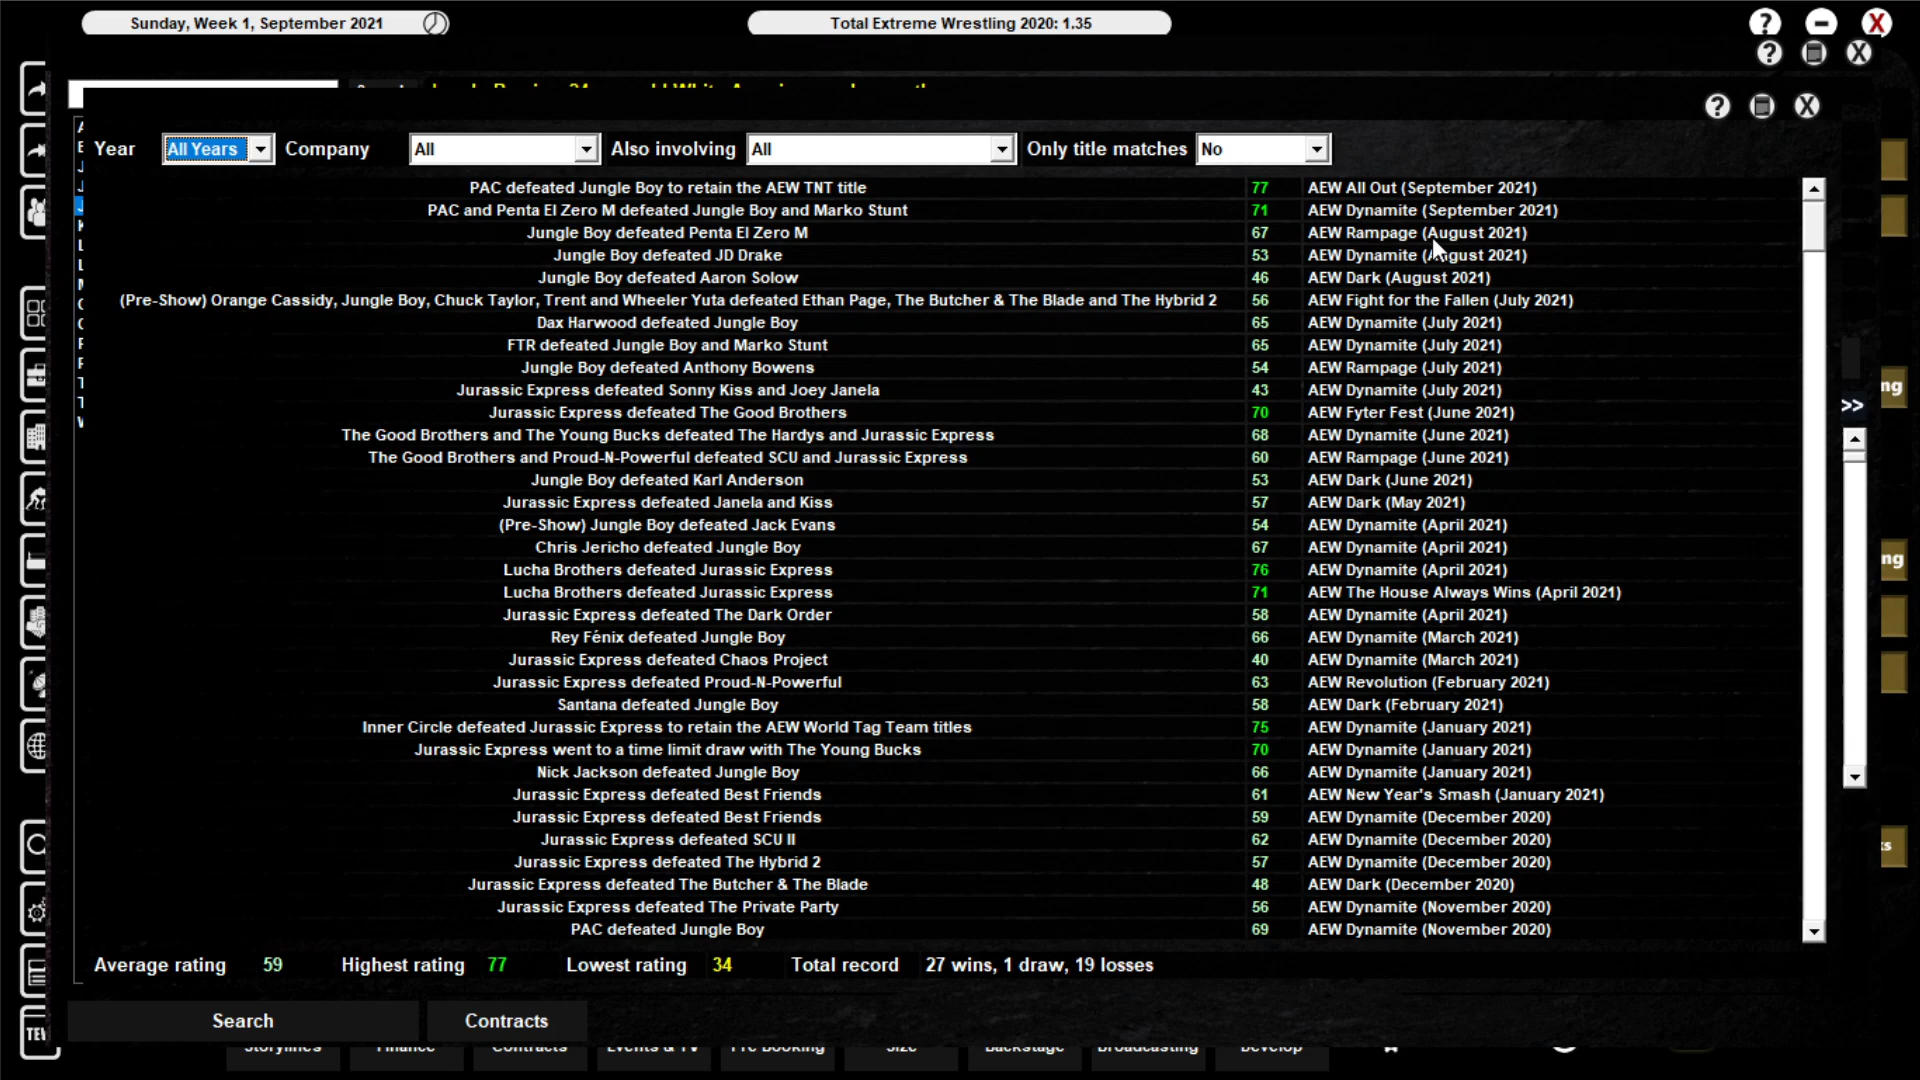 Sunday, Week 1, September 2021
Total Extreme Wrestling 2020: 1.35
Year All Years Company All Also involving All Only title matches No
PAC defeated Jungle Boy to retain the AEW TNT title 77 AEW All Out (September 2021)
PAC and Penta El Zero M defeated Jungle Boy and Marko Stunt 71 AEW Dynamite (September 2021)
Jungle Boy defeated Penta El Zero M 67 AEW Rampage (August 2021)
Jungle Boy defeated JD Drake 53 AEW Dynamite (August 2021)
Jungle Boy defeated Aaron Solow 46 AEW Dark (August 2021)
(Pre-Show) Orange Cassidy, Jungle Boy, Chuck Taylor, Trent and Wheeler Yuta defeated Ethan Page, The Butcher & The Blade and The Hybrid 2 56 AEW Fight for the Fallen (July 2021)
Dax Harwood defeated Jungle Boy 65 AEW Dynamite (July 2021)
FTR defeated Jungle Boy and Marko Stunt 65 AEW Dynamite (July 2021)
Jungle Boy defeated Anthony Bowens 54 AEW Rampage (July 2021)
Jurassic Express defeated Sonny Kiss and Joey Janela 43 AEW Dynamite (July 2021)
Jurassic Express defeated The Good Brothers 70 AEW Fyter Fest (June 2021)
The Good Brothers and The Young Bucks defeated The Hardys and Jurassic Express 68 AEW Dynamite (June 2021)
The Good Brothers and Proud-N-Powerful defeated SCU and Jurassic Express 60 AEW Rampage (June 2021)
Jungle Boy defeated Karl Anderson 53 AEW Dark (June 2021)
Jurassic Express defeated Janela and Kiss 57 AEW Dark (May 2021)
(Pre-Show) Jungle Boy defeated Jack Evans 54 AEW Dynamite (April 2021)
Chris Jericho defeated Jungle Boy 67 AEW Dynamite (April 2021)
Lucha Brothers defeated Jurassic Express 76 AEW Dynamite (April 2021)
Lucha Brothers defeated Jurassic Express 71 AEW The House Always Wins (April 2021)
Jurassic Express defeated The Dark Order 58 AEW Dynamite (April 2021)
Rey Fénix defeated Jungle Boy 66 AEW Dynamite (March 2021)
Jurassic Express defeated Chaos Project 40 AEW Dynamite (March 2021)
Jurassic Express defeated Proud-N-Powerful 63 AEW Revolution (February 2021)
Santana defeated Jungle Boy 58 AEW Dark (February 2021)
Inner Circle defeated Jurassic Express to retain the AEW World Tag Team titles 75 AEW Dynamite (January 2021)
Jurassic Express went to a time limit draw with The Young Bucks 70 AEW Dynamite (January 2021)
Nick Jackson defeated Jungle Boy 66 AEW Dynamite (January 2021)
Jurassic Express defeated Best Friends 61 AEW New Year's Smash (January 2021)
Jurassic Express defeated Best Friends 59 AEW Dynamite (December 2020)
Jurassic Express defeated SCU II 62 AEW Dynamite (December 2020)
Jurassic Express defeated The Hybrid 2 57 AEW Dynamite (December 2020)
Jurassic Express defeated The Butcher & The Blade 48 AEW Dark (December 2020)
Jurassic Express defeated The Private Party 56 AEW Dynamite (November 2020)
PAC defeated Jungle Boy 69 AEW Dynamite (November 2020)
Average rating 59 Highest rating 77 Lowest rating 34 Total record 27 wins, 1 draw, 19 losses
Search Contracts
Storylines Finance Contracts Events & TV Pre Booking Size Backstage Broadcasting Develop